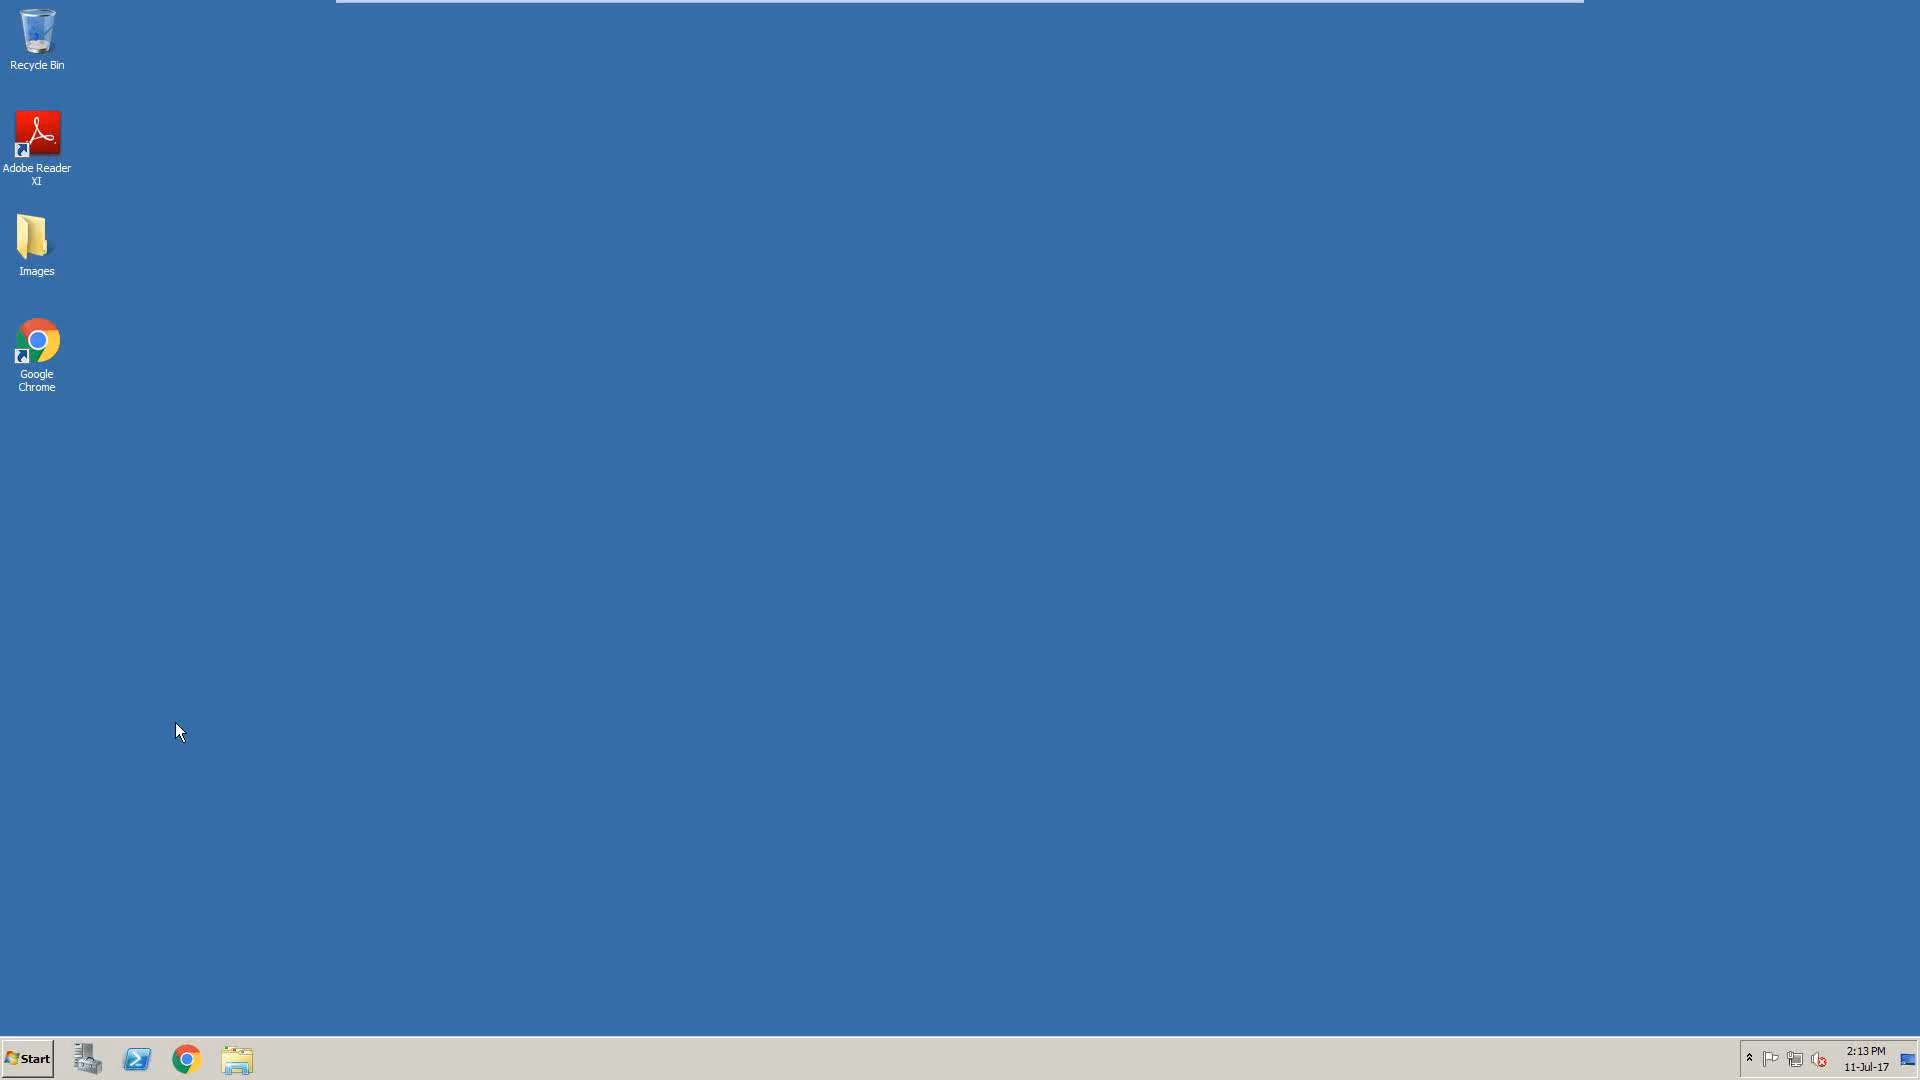 Recycle Bin
Adobe Reader
XI
Images
Google
Chrome
Start
2:13 PM
11-Jul-17